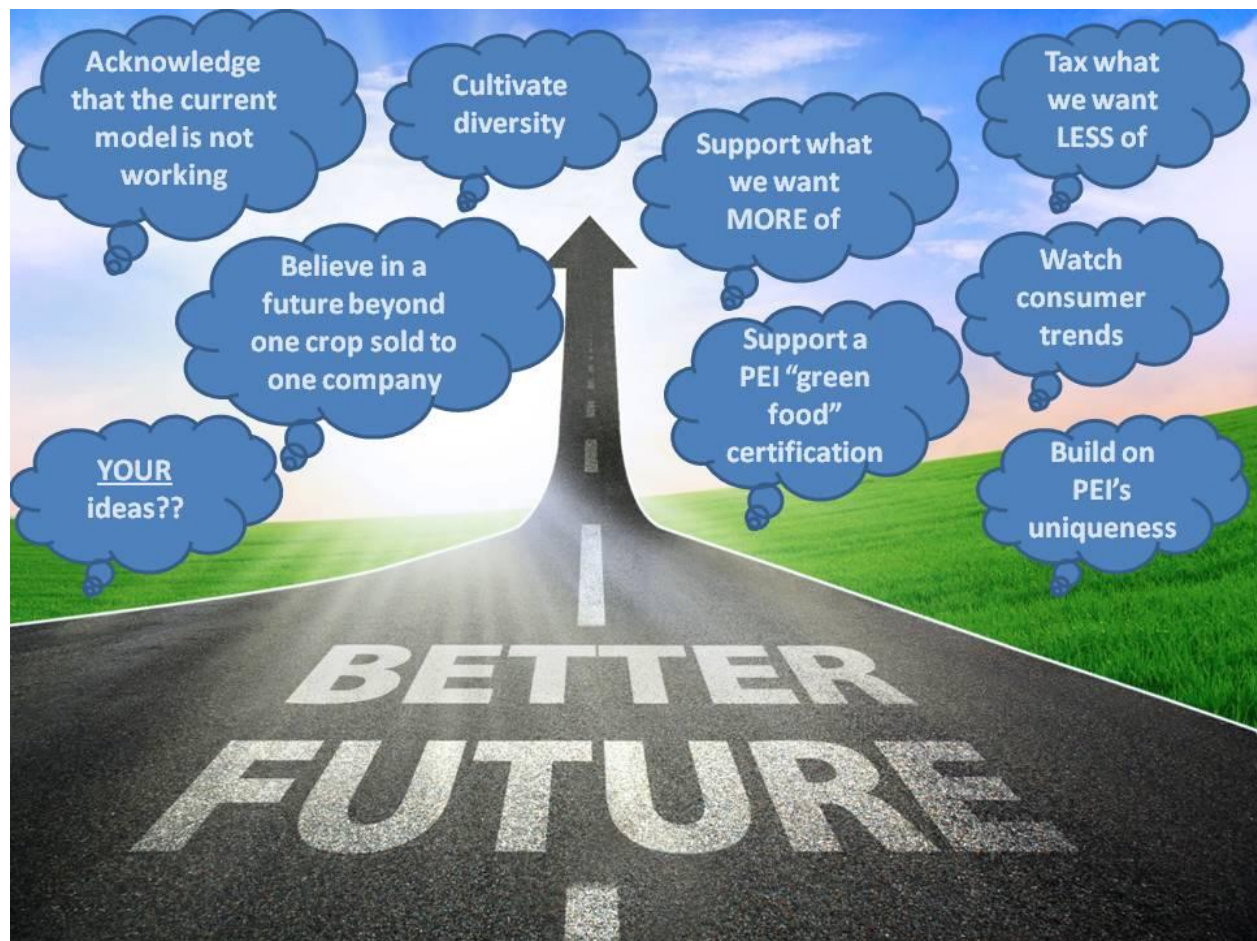 Acknowledge
that the current
model is not
working
Cultivate
diversity
Support what
we want
MORE of
Tax what
we want
LESS of
Believe in a
future beyond
one crop sold to
one company
Support a
PEI “green
food”
certification
Watch
consumer
trends
YOUR
ideas??
Build on
PEI’s
uniqueness
BETTER
FUTURE